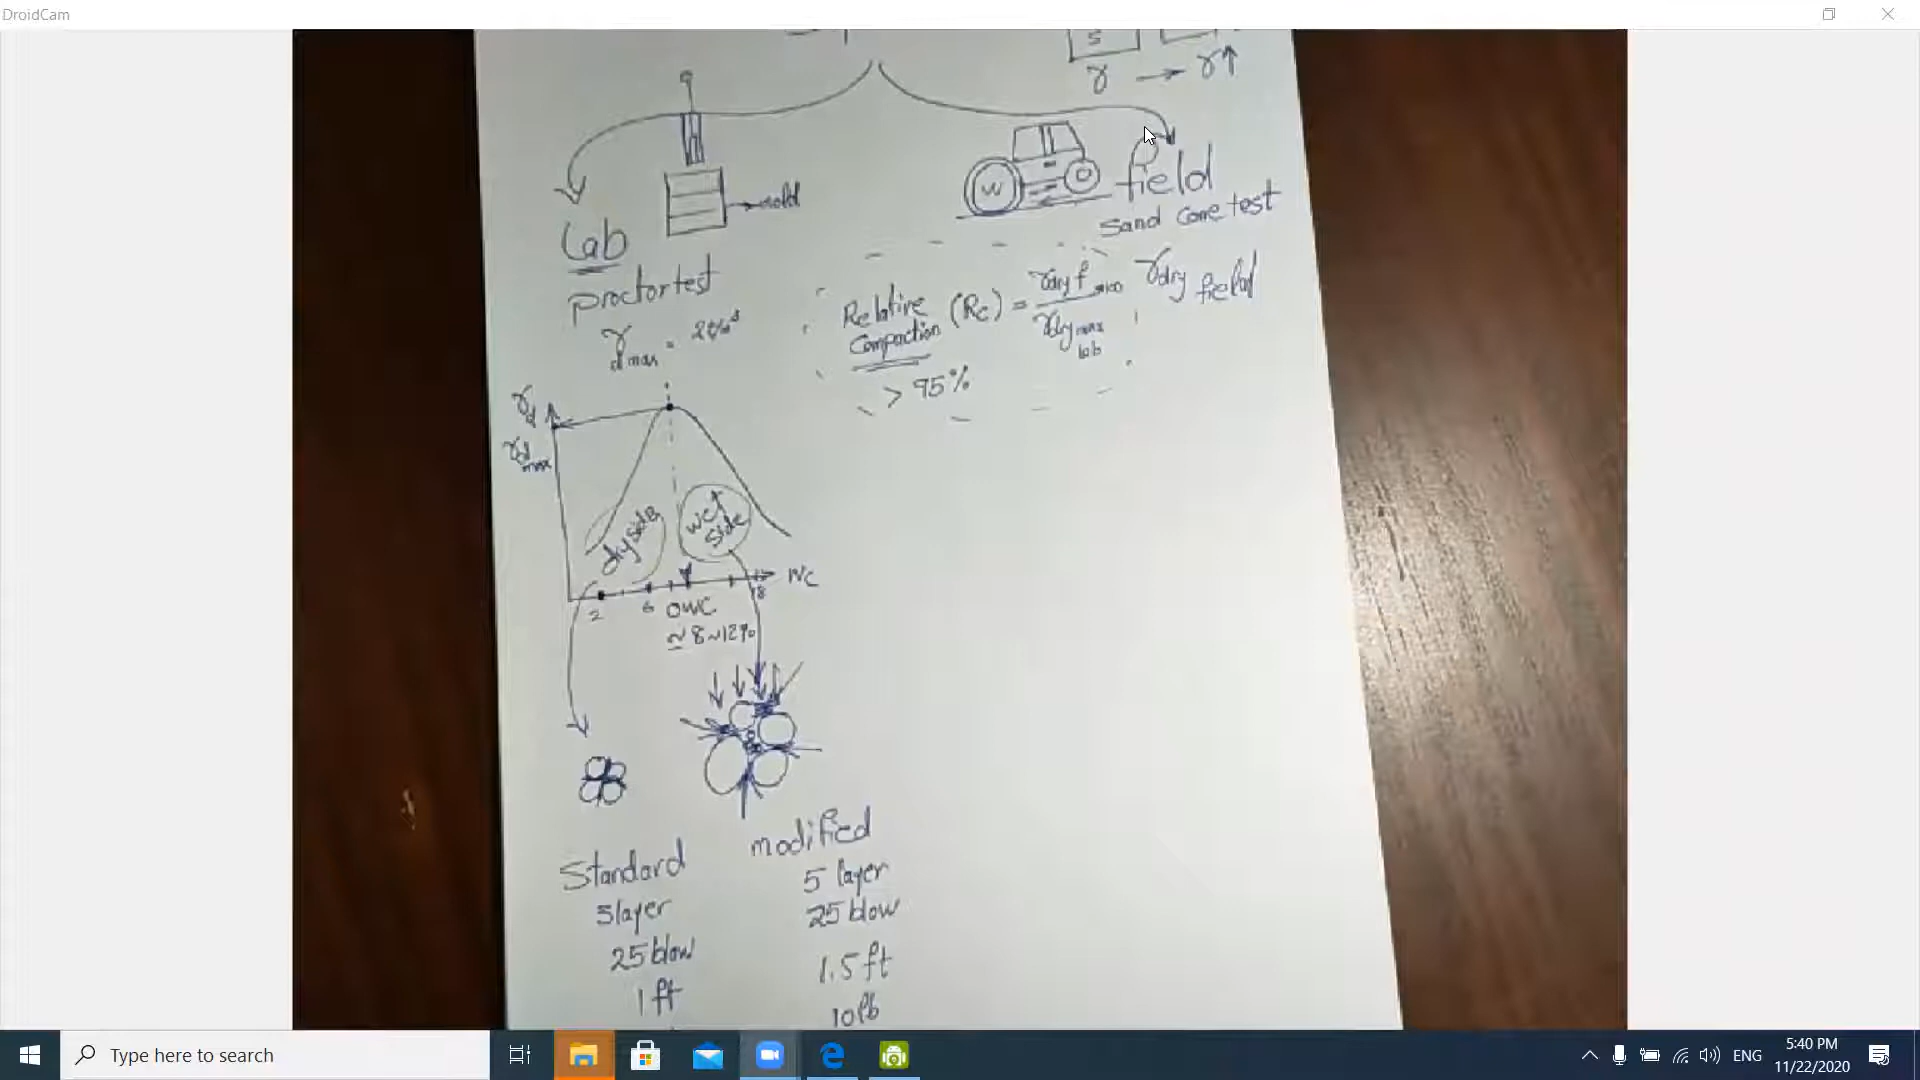 DroidCam
S
γ → γ↑
mold
W
Lab
Proctor test
γ d max = 2 t/m³
field
Sand Cone test
Relative Compaction (Rc) = γdry f ×100 / γdry max lab
γdry field
> 95%
γd
γd max
dry side
wet side
2
6
18
WC
OWC
≈ 8~12%
Standard
3 layer
25 blow
1 ft
modified
5 layer
25 blow
1.5 ft
10 lb
Type here to search
ENG
5:40 PM
11/22/2020